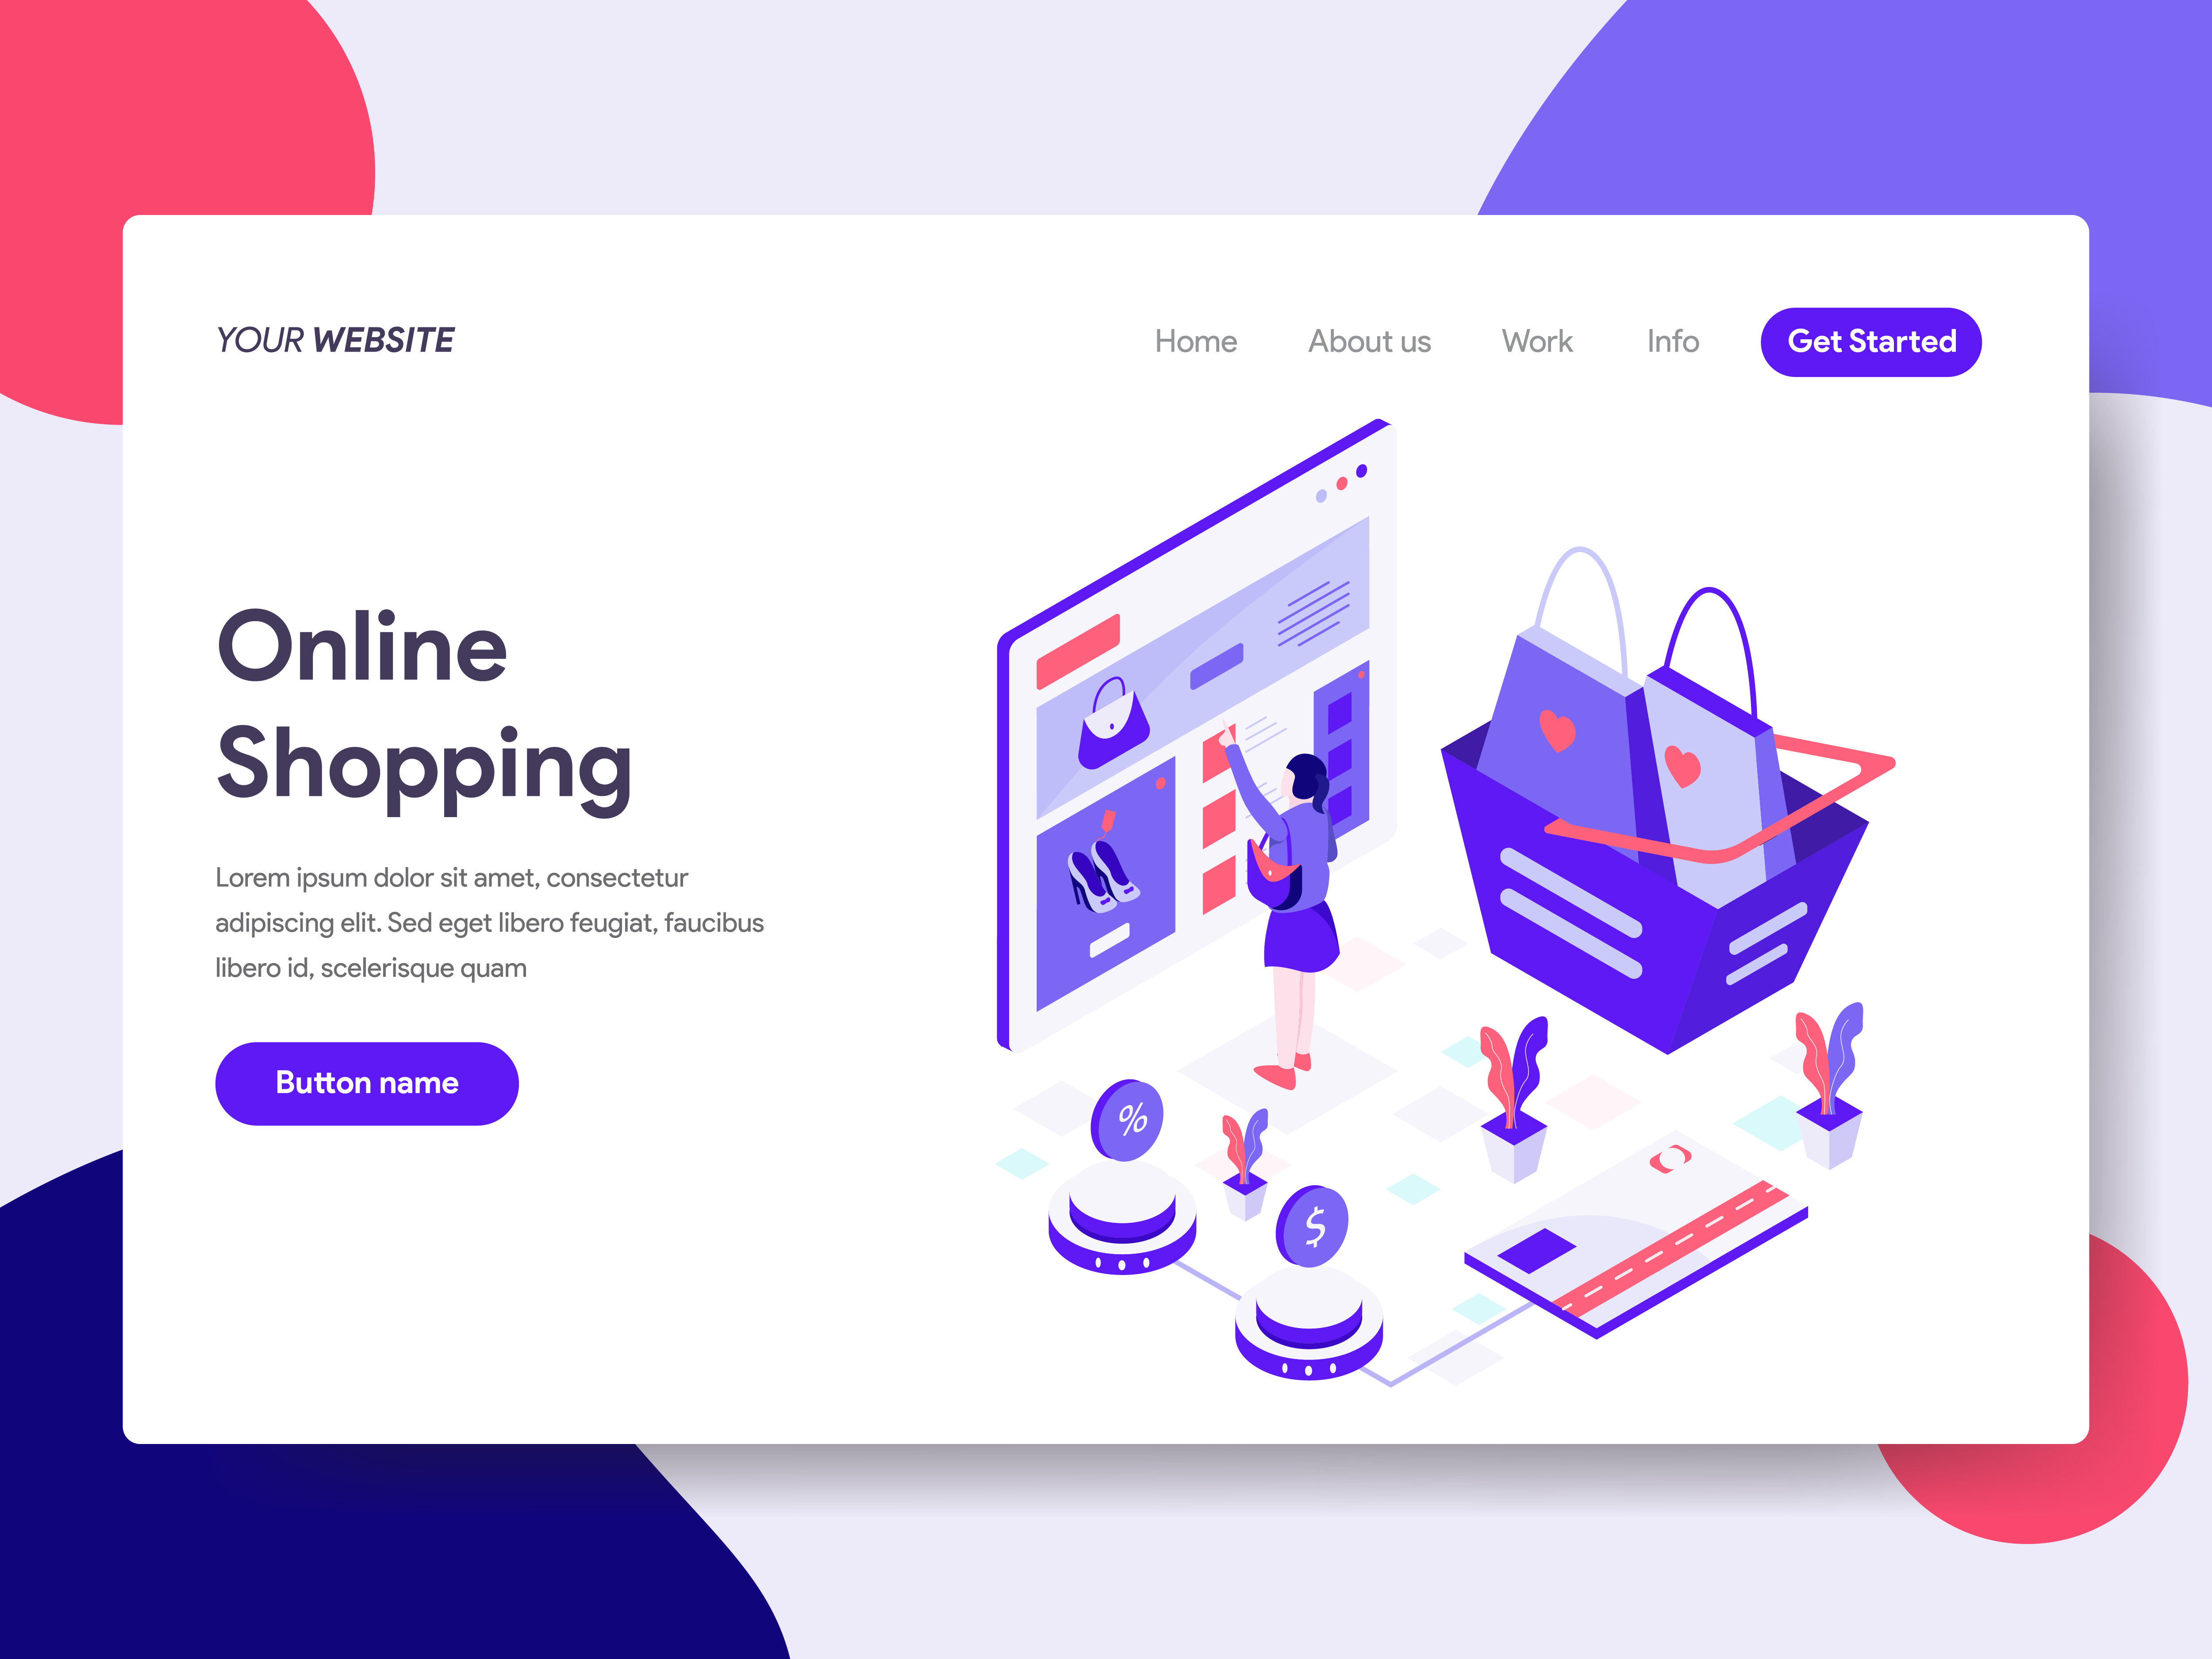 YOUR WEBSITE
Home About us Work Info Get Started
Online
Shopping
Lorem ipsum dolor sit amet, consectetur
adipiscing elit. Sed eget libero feugiat, faucibus
libero id, scelerisque quam
Button name
%
$